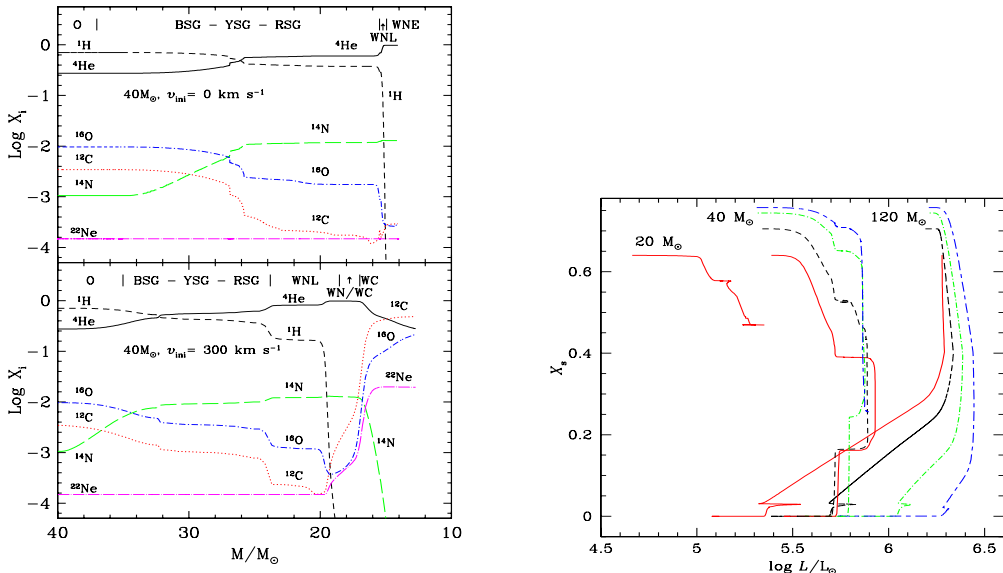 O BSG – YSG – RSG ↑ WNE
WNL
¹H
⁴He
⁴He
40M⊙, υini= 0 km s⁻¹
¹H
¹⁶O
¹²C
¹⁴N
¹⁴N
¹⁶O
¹²C
²²Ne
Log Xi
0
−1
−2
−3
−4
O BSG – YSG – RSG WNL ↑ WC
WN/WC
¹H
⁴He
⁴He
¹H
¹²C
¹⁶O
40M⊙, υini= 300 km s⁻¹
²²Ne
¹⁶O
¹²C
¹⁴N
¹⁴N
¹⁶O
¹²C
¹⁴N
²²Ne
Log Xi
0
−1
−2
−3
−4
40 30 20 10
M/M⊙
20 M⊙
40 M⊙
120 M⊙
Xs
0.6
0.4
0.2
0
4.5 5 5.5 6 6.5
log L/L⊙